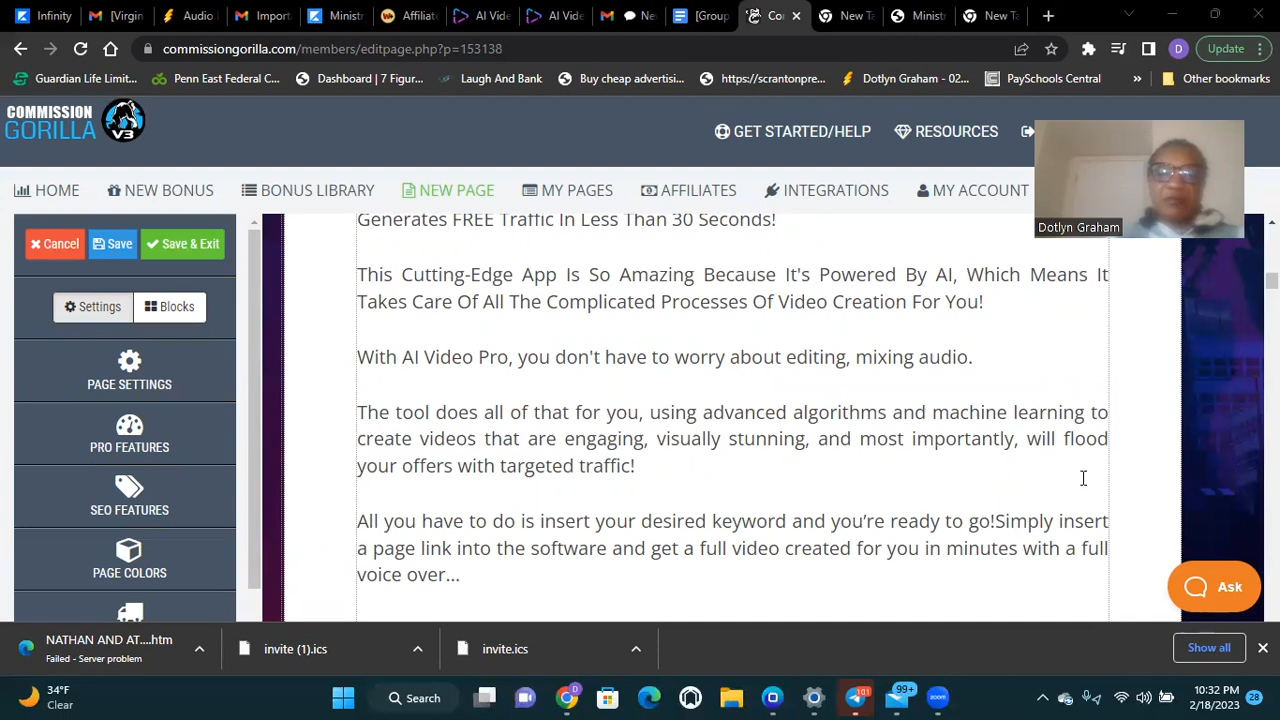 Infinity
[Virgin
Audio
Import
Ministr
Affiliate
AI Vide
AI Vide
Ne
[Group
Co
New Ta
Ministr
New Ta
commissiongorilla.com/members/editpage.php?p=153138
D
Update
Guardian Life Limit...
Penn East Federal C...
Dashboard | 7 Figur...
Laugh And Bank
Buy cheap advertisi...
https://scrantonpre...
Dotlyn Graham - 02...
PaySchools Central
»
Other bookmarks
COMMISSION
GORILLA
V3
GET STARTED/HELP
RESOURCES
HOME
NEW BONUS
BONUS LIBRARY
NEW PAGE
MY PAGES
AFFILIATES
INTEGRATIONS
MY ACCOUNT
Dotlyn Graham
Cancel
Save
Save & Exit
Settings
Blocks
PAGE SETTINGS
PRO FEATURES
SEO FEATURES
PAGE COLORS
Generates FREE Traffic In Less Than 30 Seconds!
This Cutting-Edge App Is So Amazing Because It's Powered By AI, Which Means It
Takes Care Of All The Complicated Processes Of Video Creation For You!
With AI Video Pro, you don't have to worry about editing, mixing audio.
The tool does all of that for you, using advanced algorithms and machine learning to
create videos that are engaging, visually stunning, and most importantly, will flood
your offers with targeted traffic!
All you have to do is insert your desired keyword and you’re ready to go!Simply insert
a page link into the software and get a full video created for you in minutes with a full
voice over...
Ask
NATHAN AND AT....htm
Failed - Server problem
invite (1).ics
invite.ics
Show all
34°F
Clear
Search
101
99+
zoom
10:32 PM
2/18/2023
28